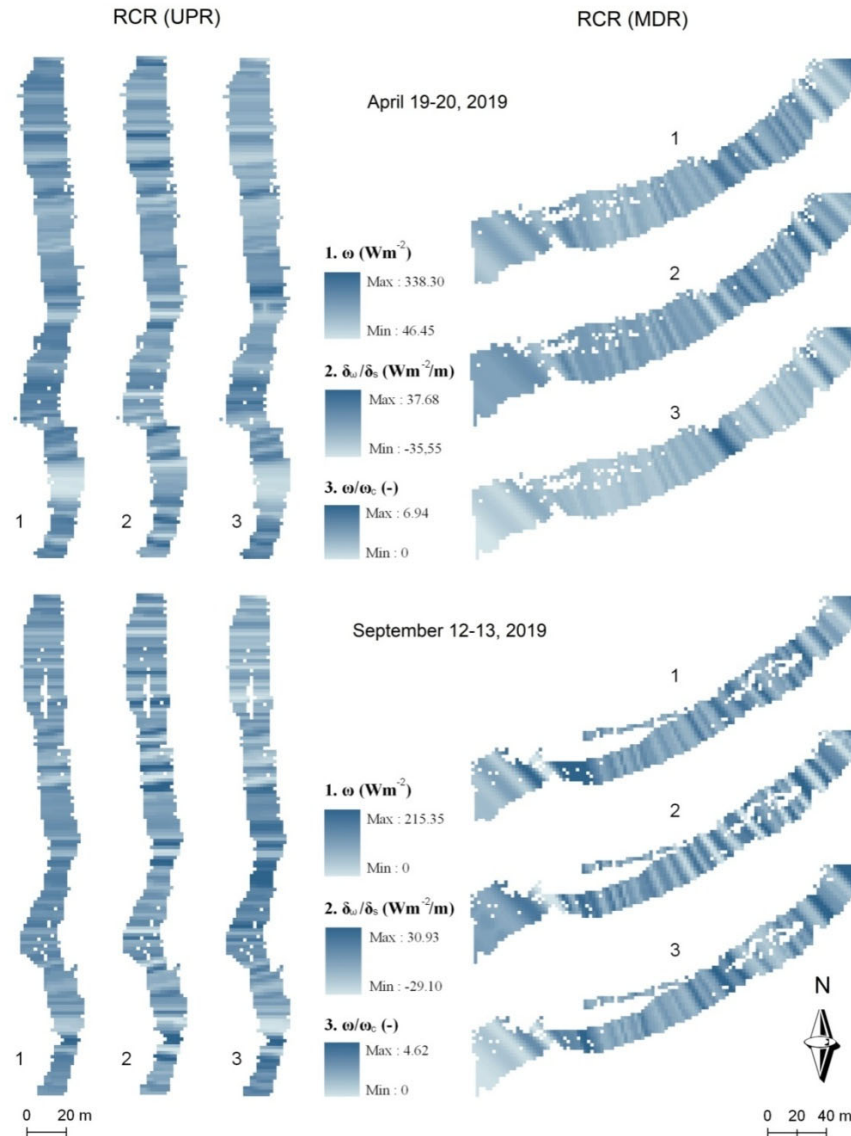 RCR (UPR) RCR (MDR)
April 19-20, 2019
1
1. ω (Wm⁻²)
Max : 338.30
Min : 46.45
2
2. δω/δs (Wm⁻²/m)
Max : 37.68
Min : -35,55
3
3. ω/ωc (-)
Max : 6.94
Min : 0
1 2 3
September 12-13, 2019
1
1. ω (Wm⁻²)
Max : 215.35
Min : 0
2
2. δω/δs (Wm⁻²/m)
Max : 30.93
Min : -29.10
3
3. ω/ωc (-)
Max : 4.62
Min : 0
N
1 2 3
0 20 m 0 20 40 m